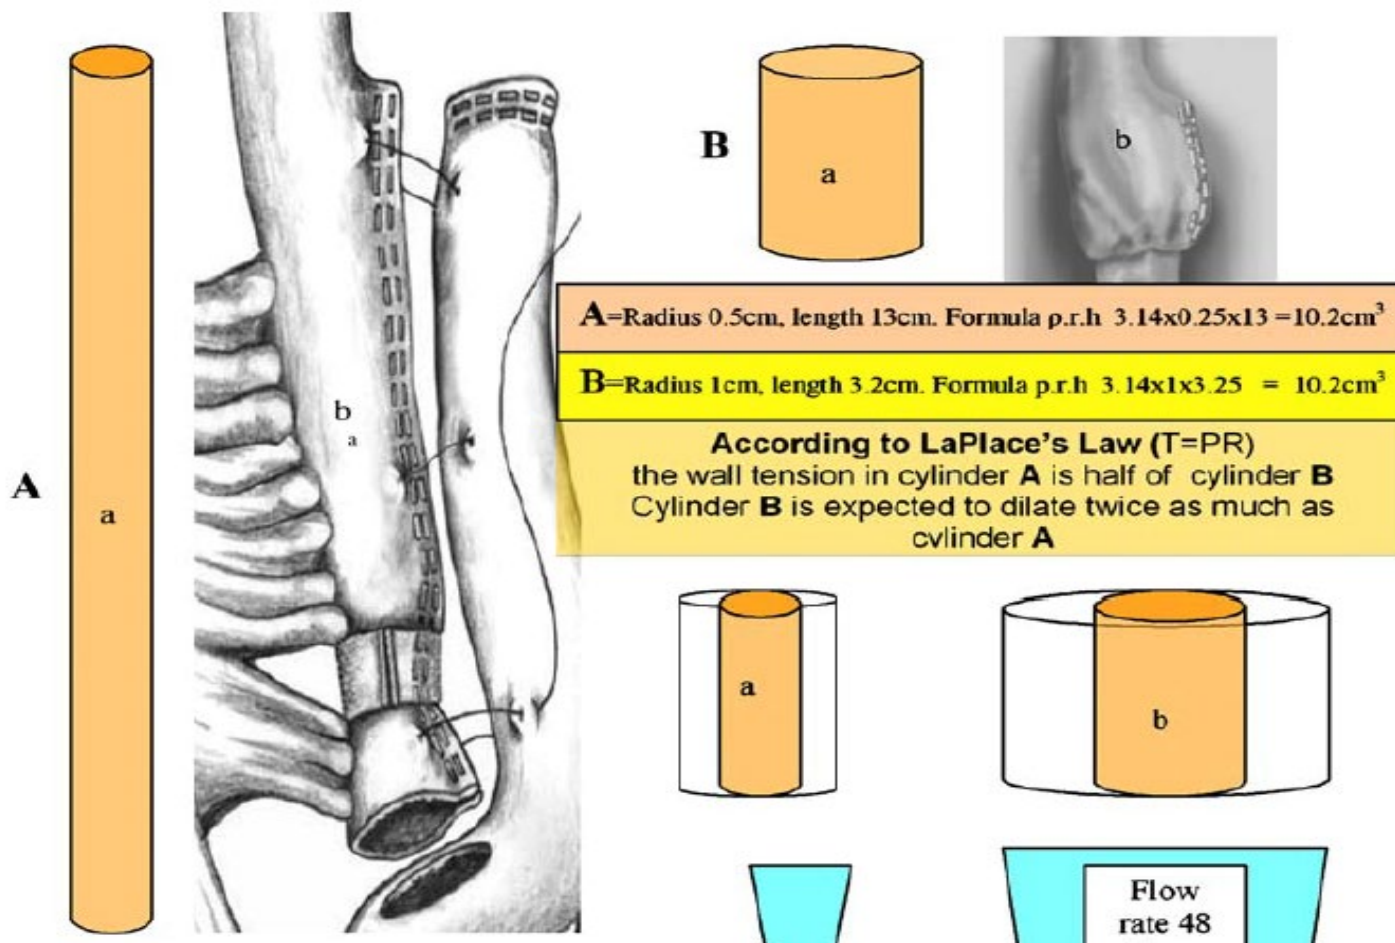 A
a
b
a
B
a
b
A=Radius 0.5cm, length 13cm. Formula p.r.h 3.14x0.25x13 =10.2cm³
B=Radius 1cm, length 3.2cm. Formula p.r.h 3.14x1x3.25 = 10.2cm³
According to LaPlace's Law (T=PR)
the wall tension in cylinder A is half of cylinder B
Cylinder B is expected to dilate twice as much as
cylinder A
a
b
Flow
rate 48